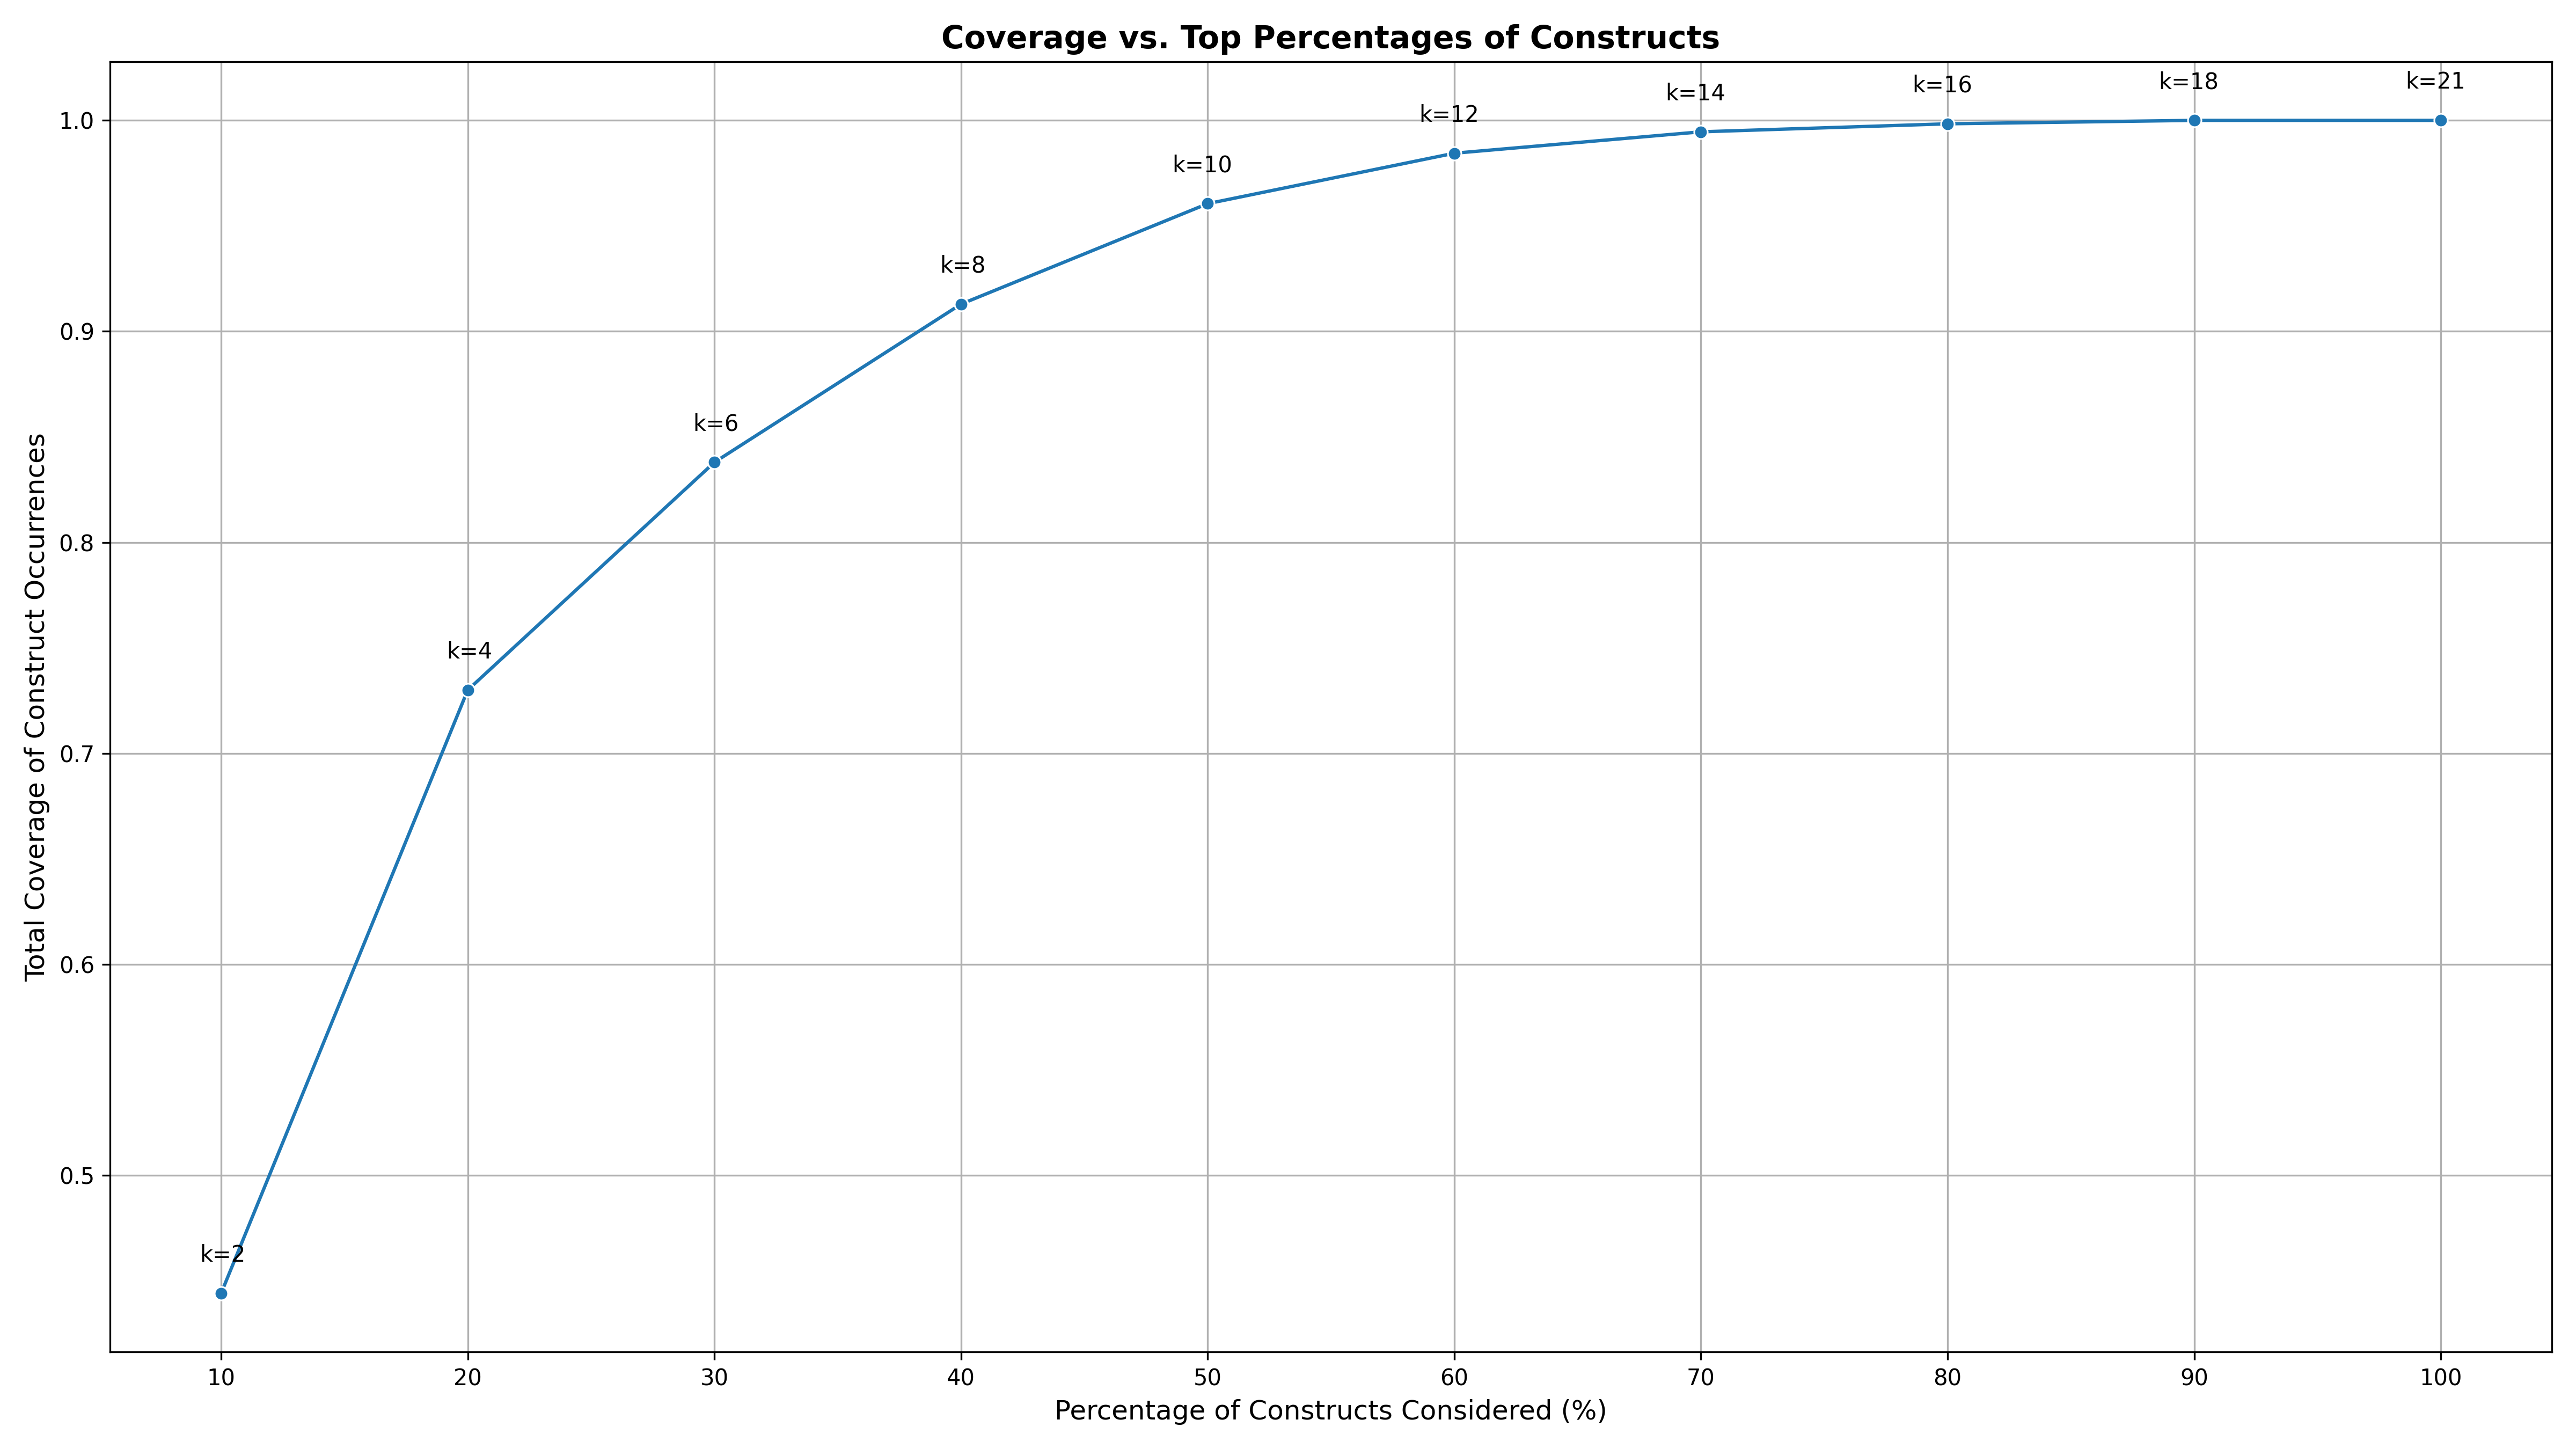 Coverage vs. Top Percentages of Constructs
Total Coverage of Construct Occurrences
1.0
0.9
0.8
0.7
0.6
0.5
k=2
k=4
k=6
k=8
k=10
k=12
k=14
k=16
k=18
k=21
10 20 30 40 50 60 70 80 90 100
Percentage of Constructs Considered (%)